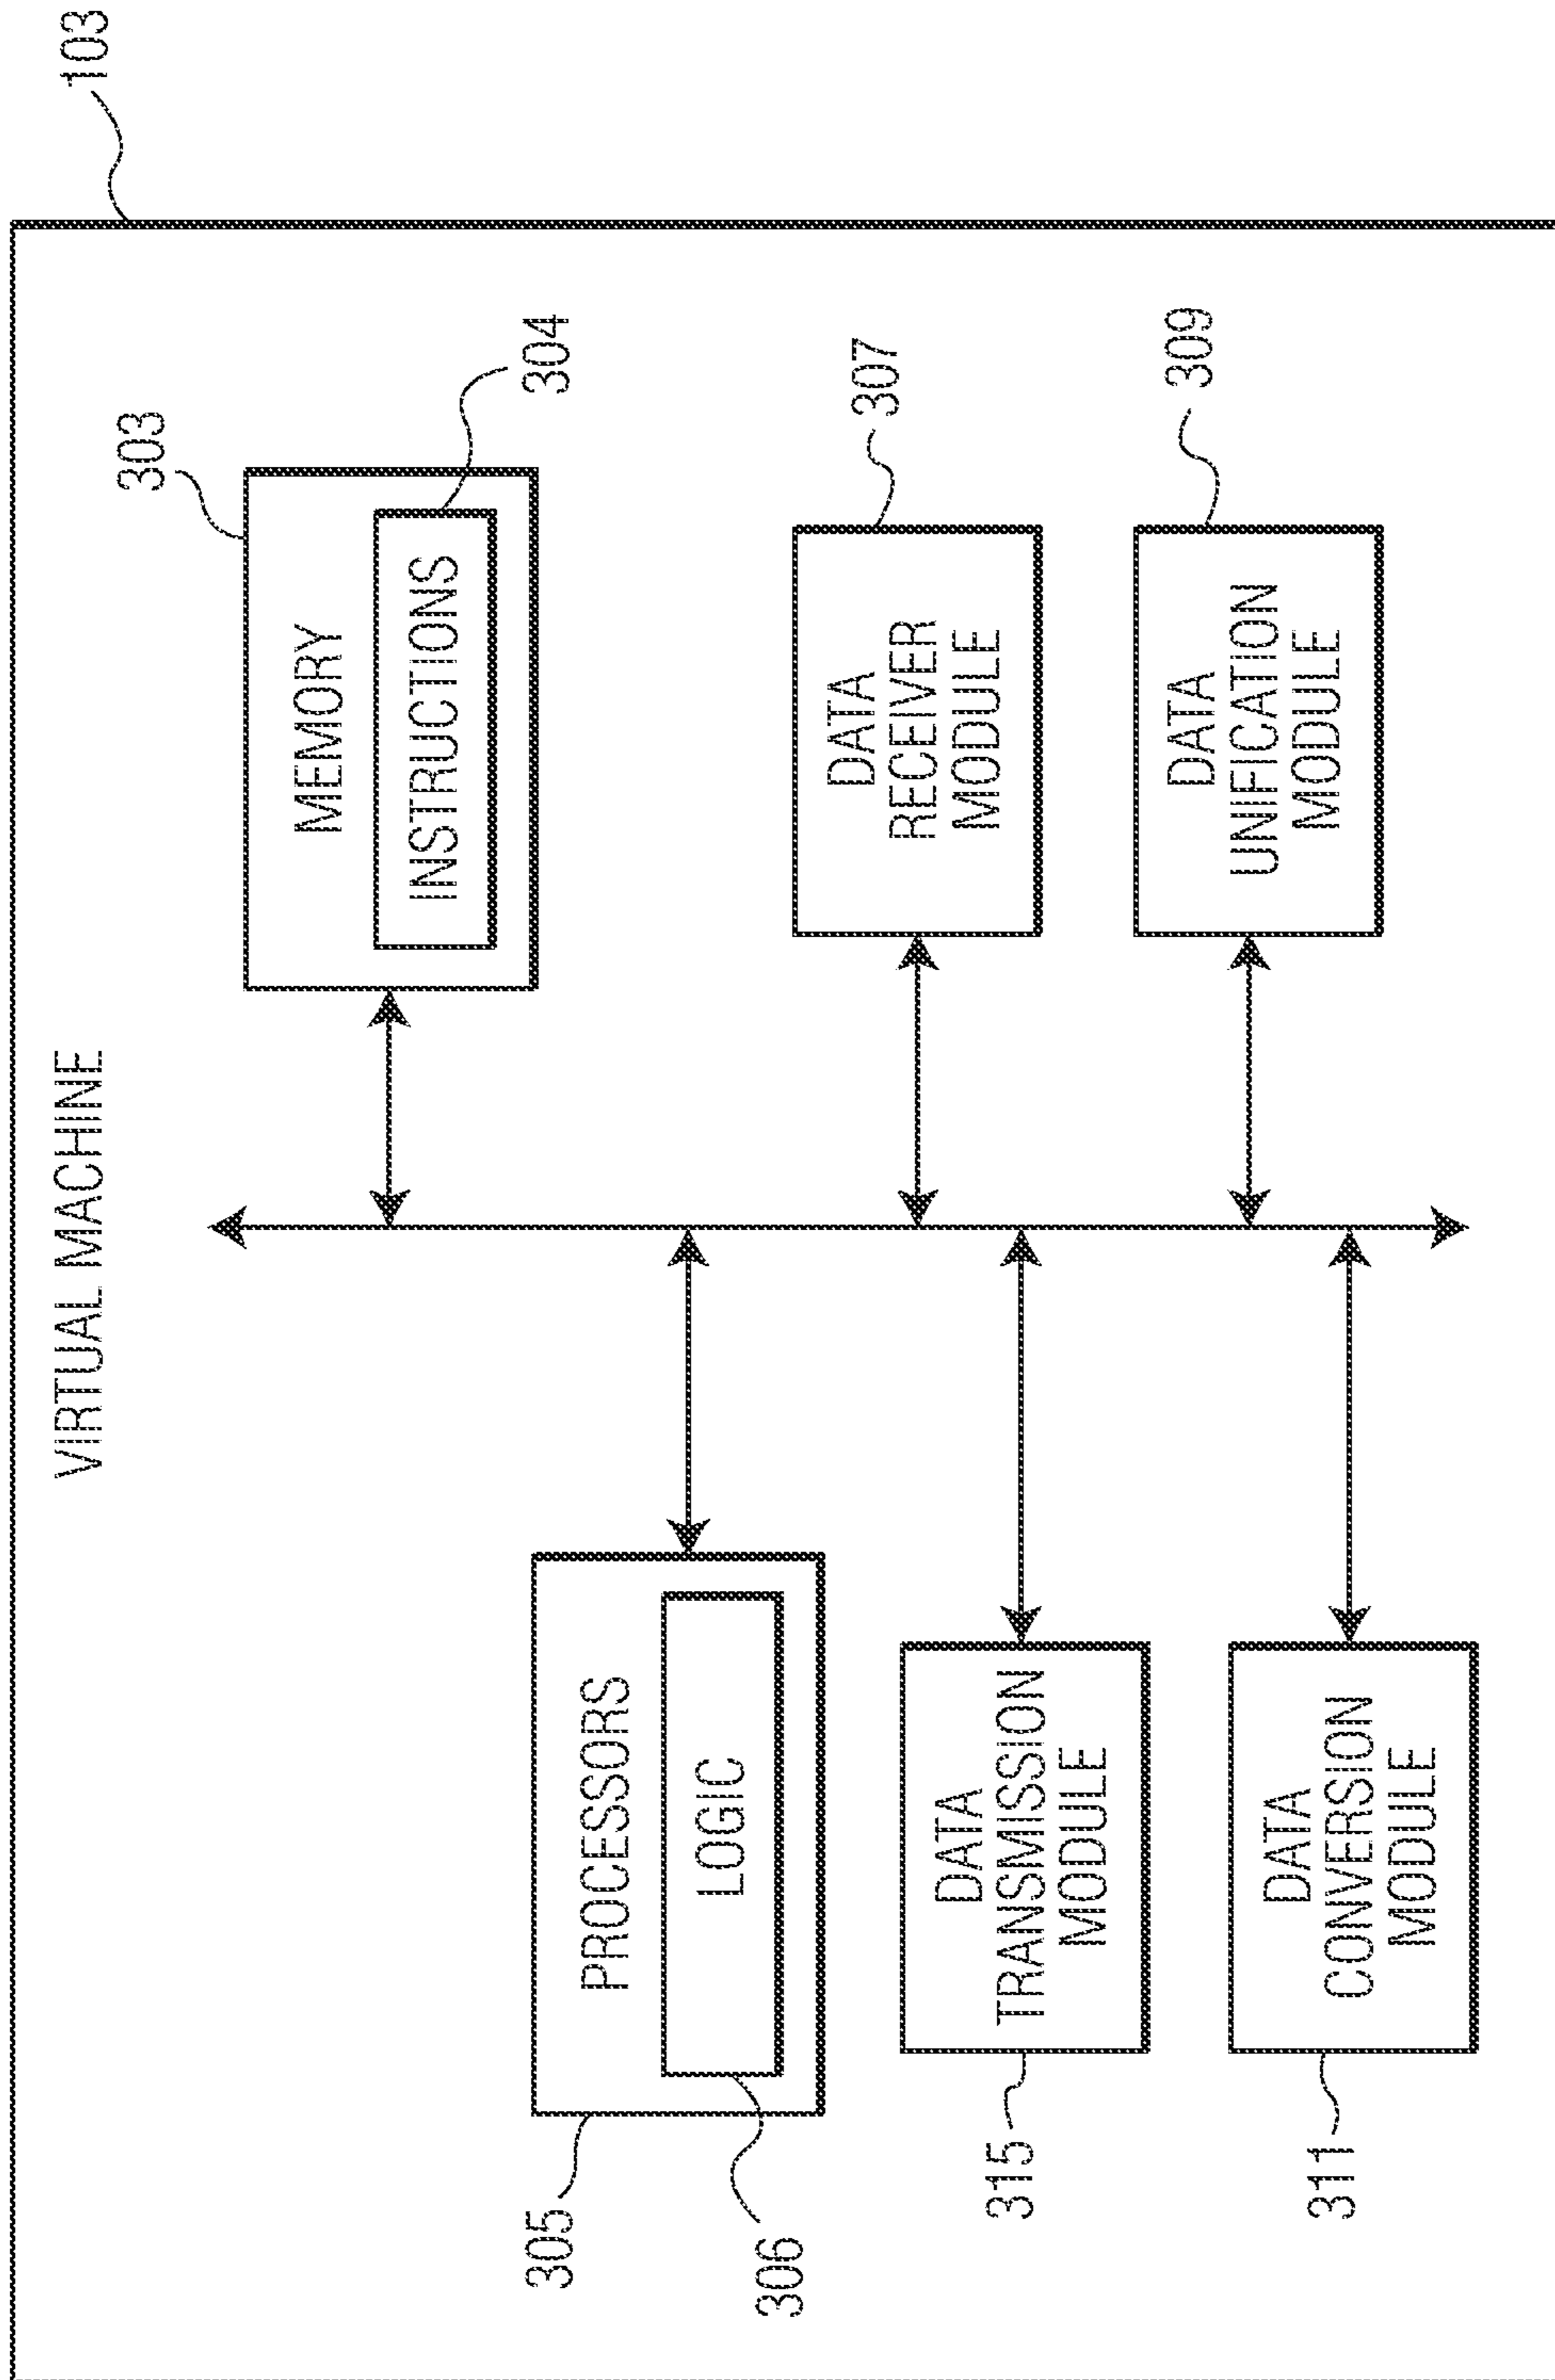 103
VIRTUAL MACHINE
303
MEMORY
304
INSTRUCTIONS
305
PROCESSORS
306
LOGIC
307
DATA
RECEIVER
MODULE
315
DATA
TRANSMISSION
MODULE
309
DATA
UNIFICATION
MODULE
311
DATA
CONVERSION
MODULE